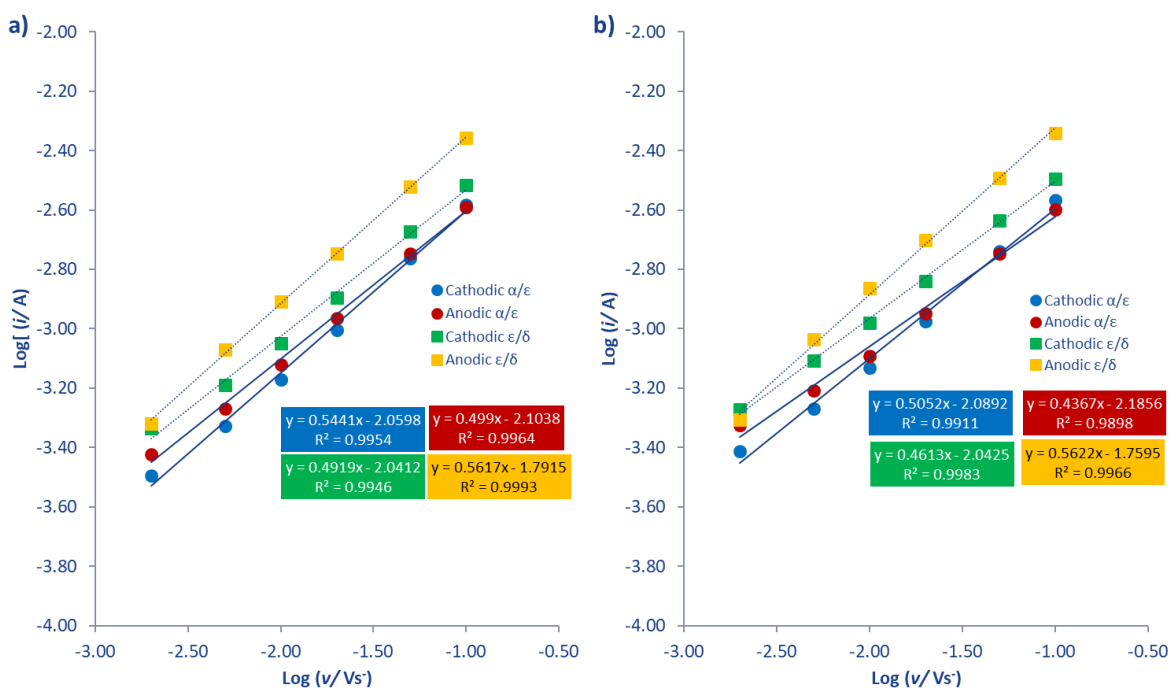 a)
Log[ (i/ A)
-2.00
-2.20
-2.40
-2.60
-2.80
-3.00
-3.20
-3.40
-3.60
-3.80
-4.00
-3.00 -2.50 -2.00 -1.50 -1.00 -0.50
Log (v/ Vs⁻)
Cathodic α/ε
Anodic α/ε
Cathodic ε/δ
Anodic ε/δ
y = 0.5441x - 2.0598
R² = 0.9954
y = 0.499x - 2.1038
R² = 0.9964
y = 0.4919x - 2.0412
R² = 0.9946
y = 0.5617x - 1.7915
R² = 0.9993
b)
Log (i/ A)
-2.00
-2.20
-2.40
-2.60
-2.80
-3.00
-3.20
-3.40
-3.60
-3.80
-4.00
-3.00 -2.50 -2.00 -1.50 -1.00 -0.50
Log (v/ Vs⁻)
Cathodic α/ε
Anodic α/ε
Cathodic ε/δ
Anodic ε/δ
y = 0.5052x - 2.0892
R² = 0.9911
y = 0.4367x - 2.1856
R² = 0.9898
y = 0.4613x - 2.0425
R² = 0.9983
y = 0.5622x - 1.7595
R² = 0.9966